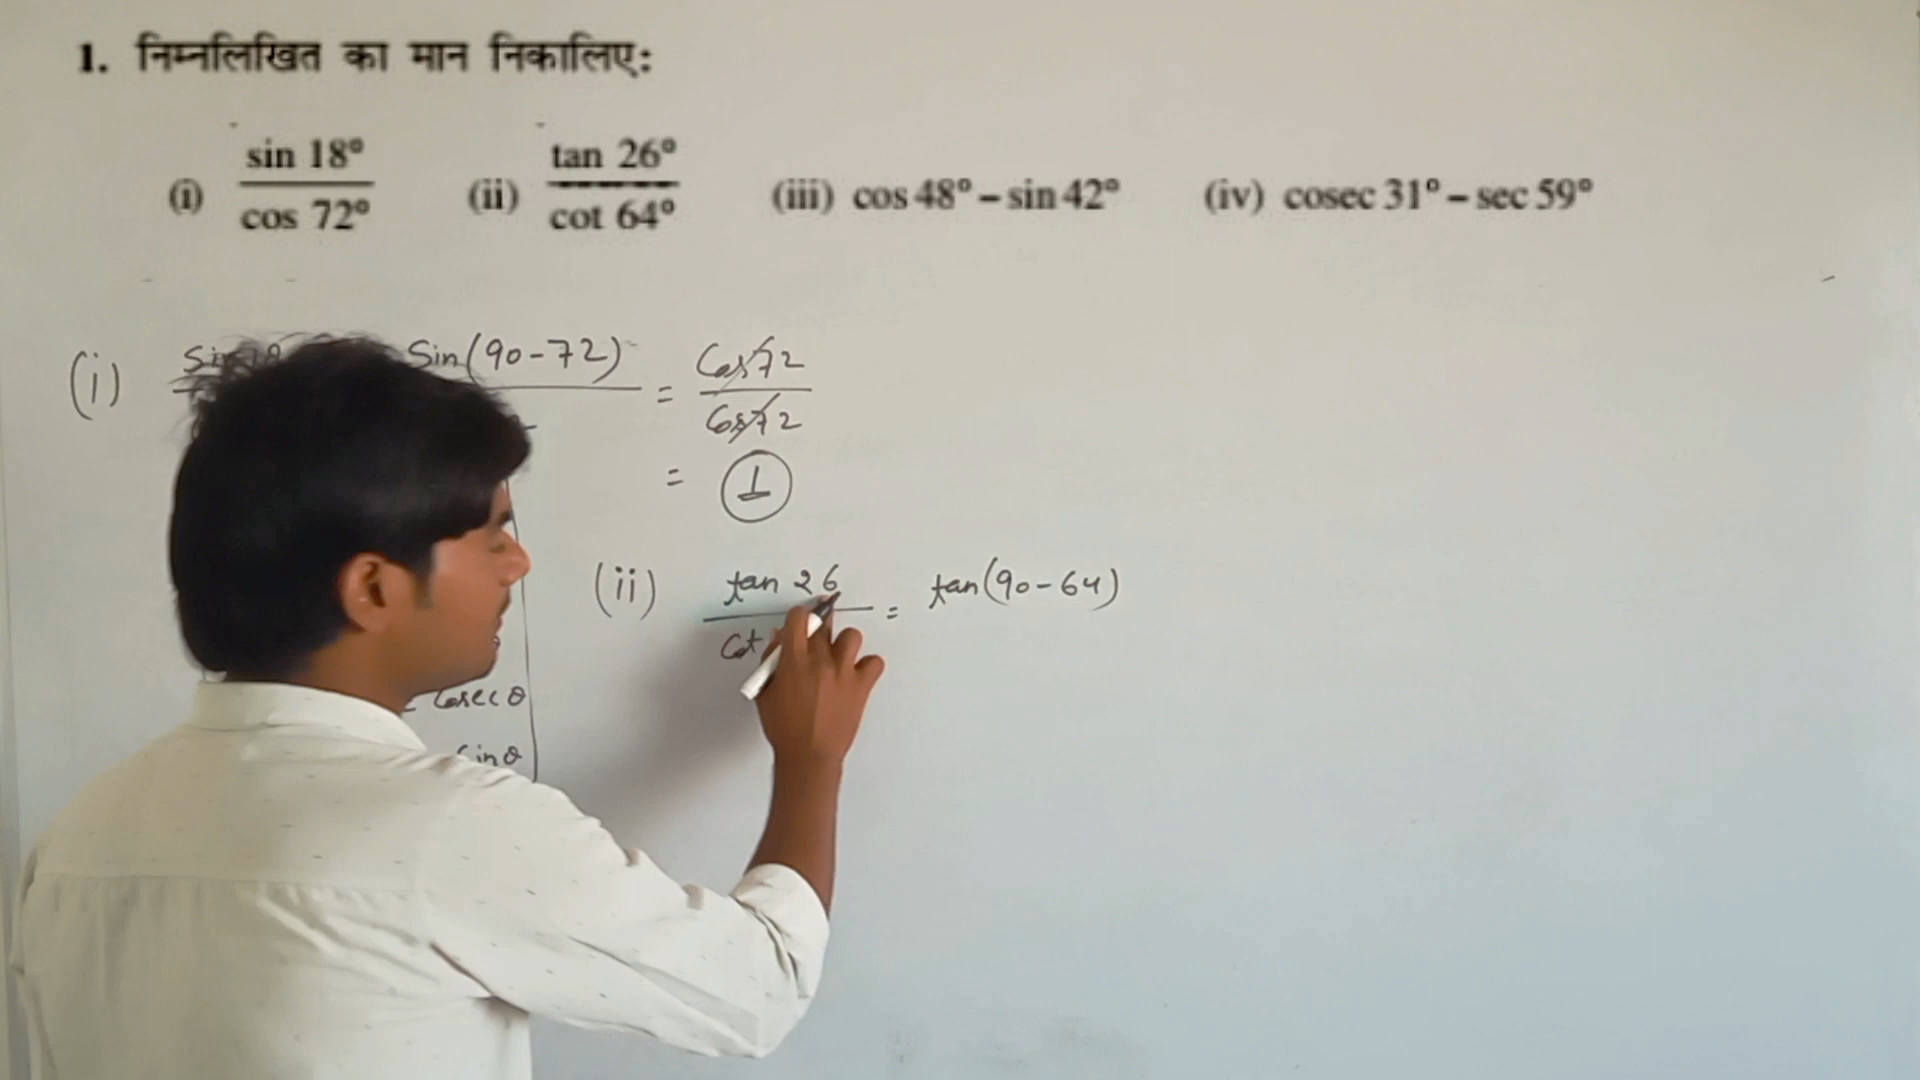 1. निम्नलिखित का मान निकालिए:
(i) sin 18° / cos 72° (ii) tan 26° / cot 64° (iii) cos 48° – sin 42° (iv) cosec 31° – sec 59°
(i) Sin 18 Sin(90-72) = Cos 72 / Cos 72
= 1
(ii) tan 26 / Cot = tan(90-64)
= Cosec θ
Sin θ